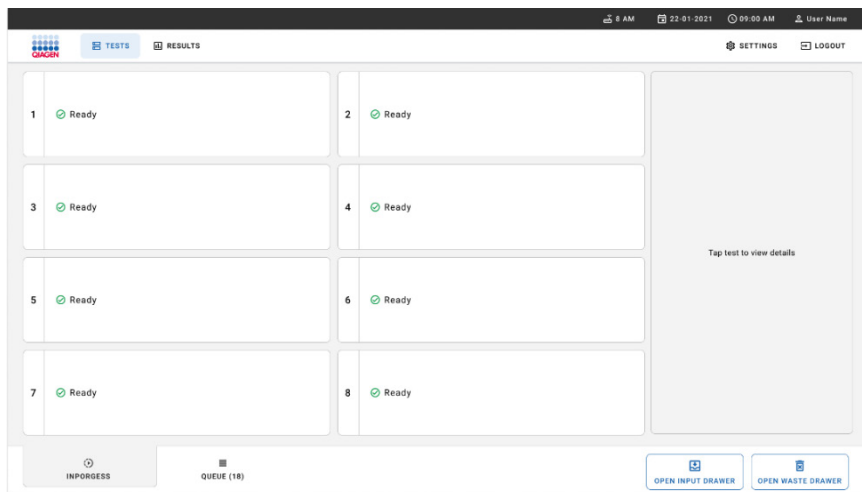 8 AM 22-01-2021 09:00 AM User Name
QIAGEN TESTS RESULTS SETTINGS LOGOUT
1 Ready 2 Ready
3 Ready 4 Ready
Tap test to view details
5 Ready 6 Ready
7 Ready 8 Ready
INPORGESS QUEUE (18) OPEN INPUT DRAWER OPEN WASTE DRAWER